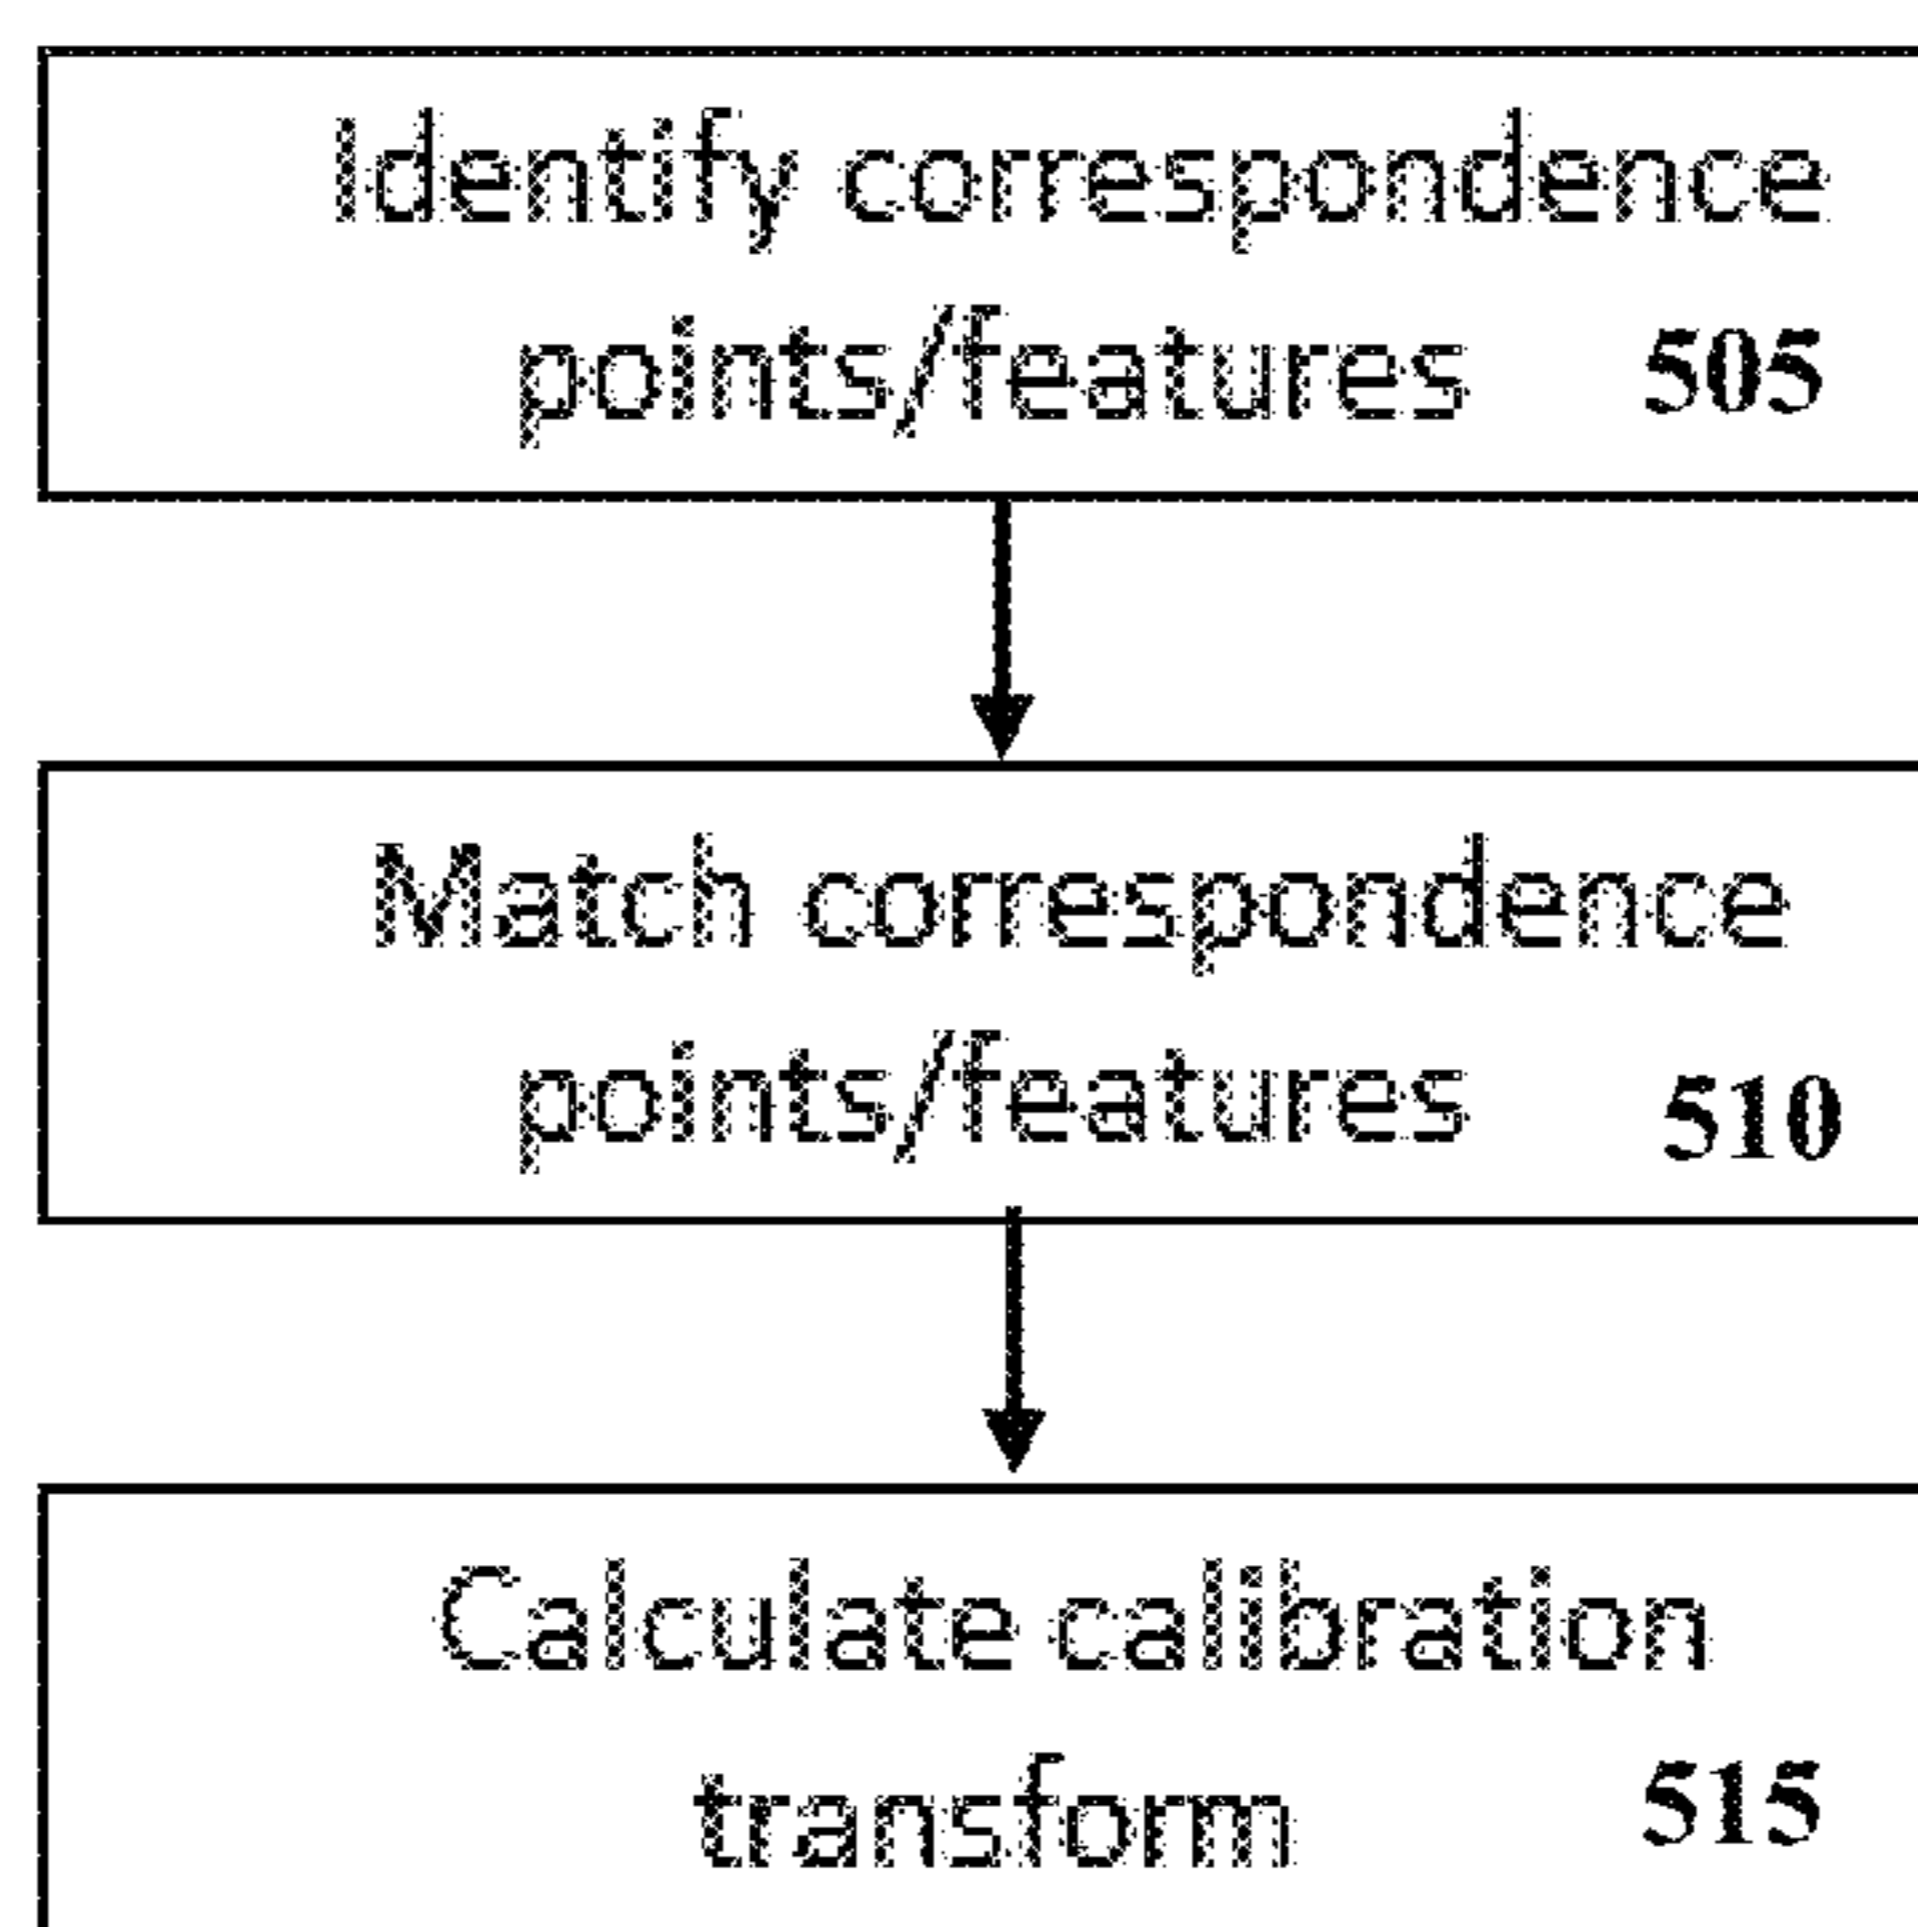 Identify correspondence
points/features 505
Match correspondence
points/features 510
Calculate calibration
transform 515